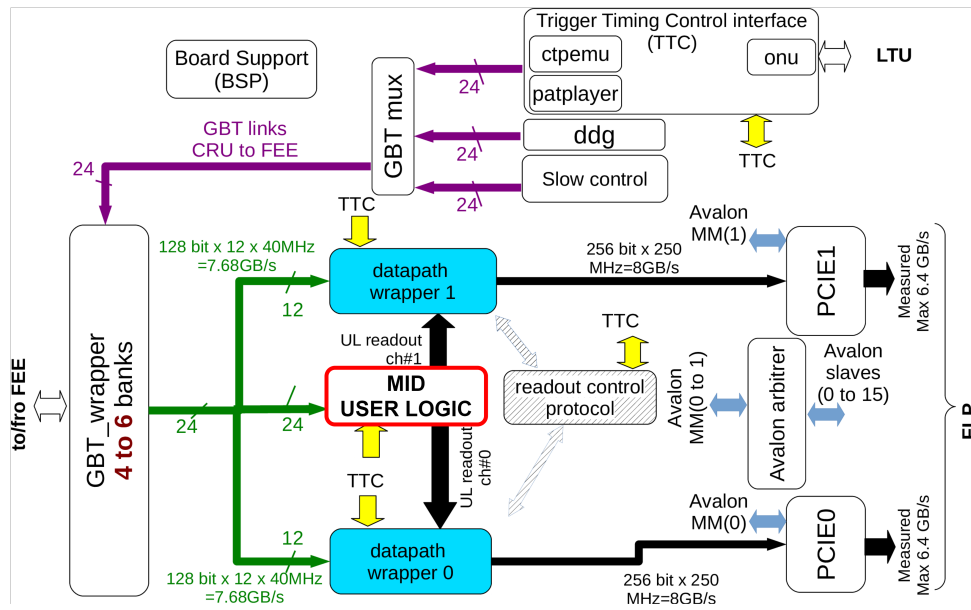 Trigger Timing Control interface
(TTC)
ctpemu
patplayer
onu
LTU
Board Support
(BSP)
GBT mux
24
ddg
24
Slow control
24
TTC
GBT links
CRU to FEE
24
TTC
Avalon
MM(1)
128 bit x 12 x 40MHz
=7.68GB/s
12
datapath
wrapper 1
256 bit x 250
MHz=8GB/s
PCIE1
Measured
Max 6.4 GB/s
UL readout
ch#1
TTC
to/fro FEE
GBT_wrapper
4 to 6 banks
24
24
MID
USER LOGIC
readout control
protocol
Avalon
MM(0 to 1)
Avalon arbitrer
Avalon
slaves
(0 to 15)
UL readout
ch#0
TTC
Avalon
MM(0)
12
128 bit x 12 x 40MHz
=7.68GB/s
datapath
wrapper 0
256 bit x 250
MHz=8GB/s
PCIE0
Measured
Max 6.4 GB/s